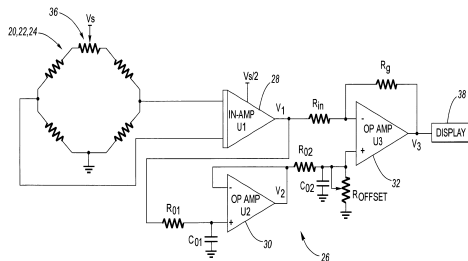 36
Vs
20,22,24
Vs/2
28
IN-AMP
U1
V1
Rin
Rg
38
DISPLAY
-
OP AMP
U3
+
V3
32
R02
C02
ROFFSET
-
OP AMP
U2
+
V2
30
R01
C01
26